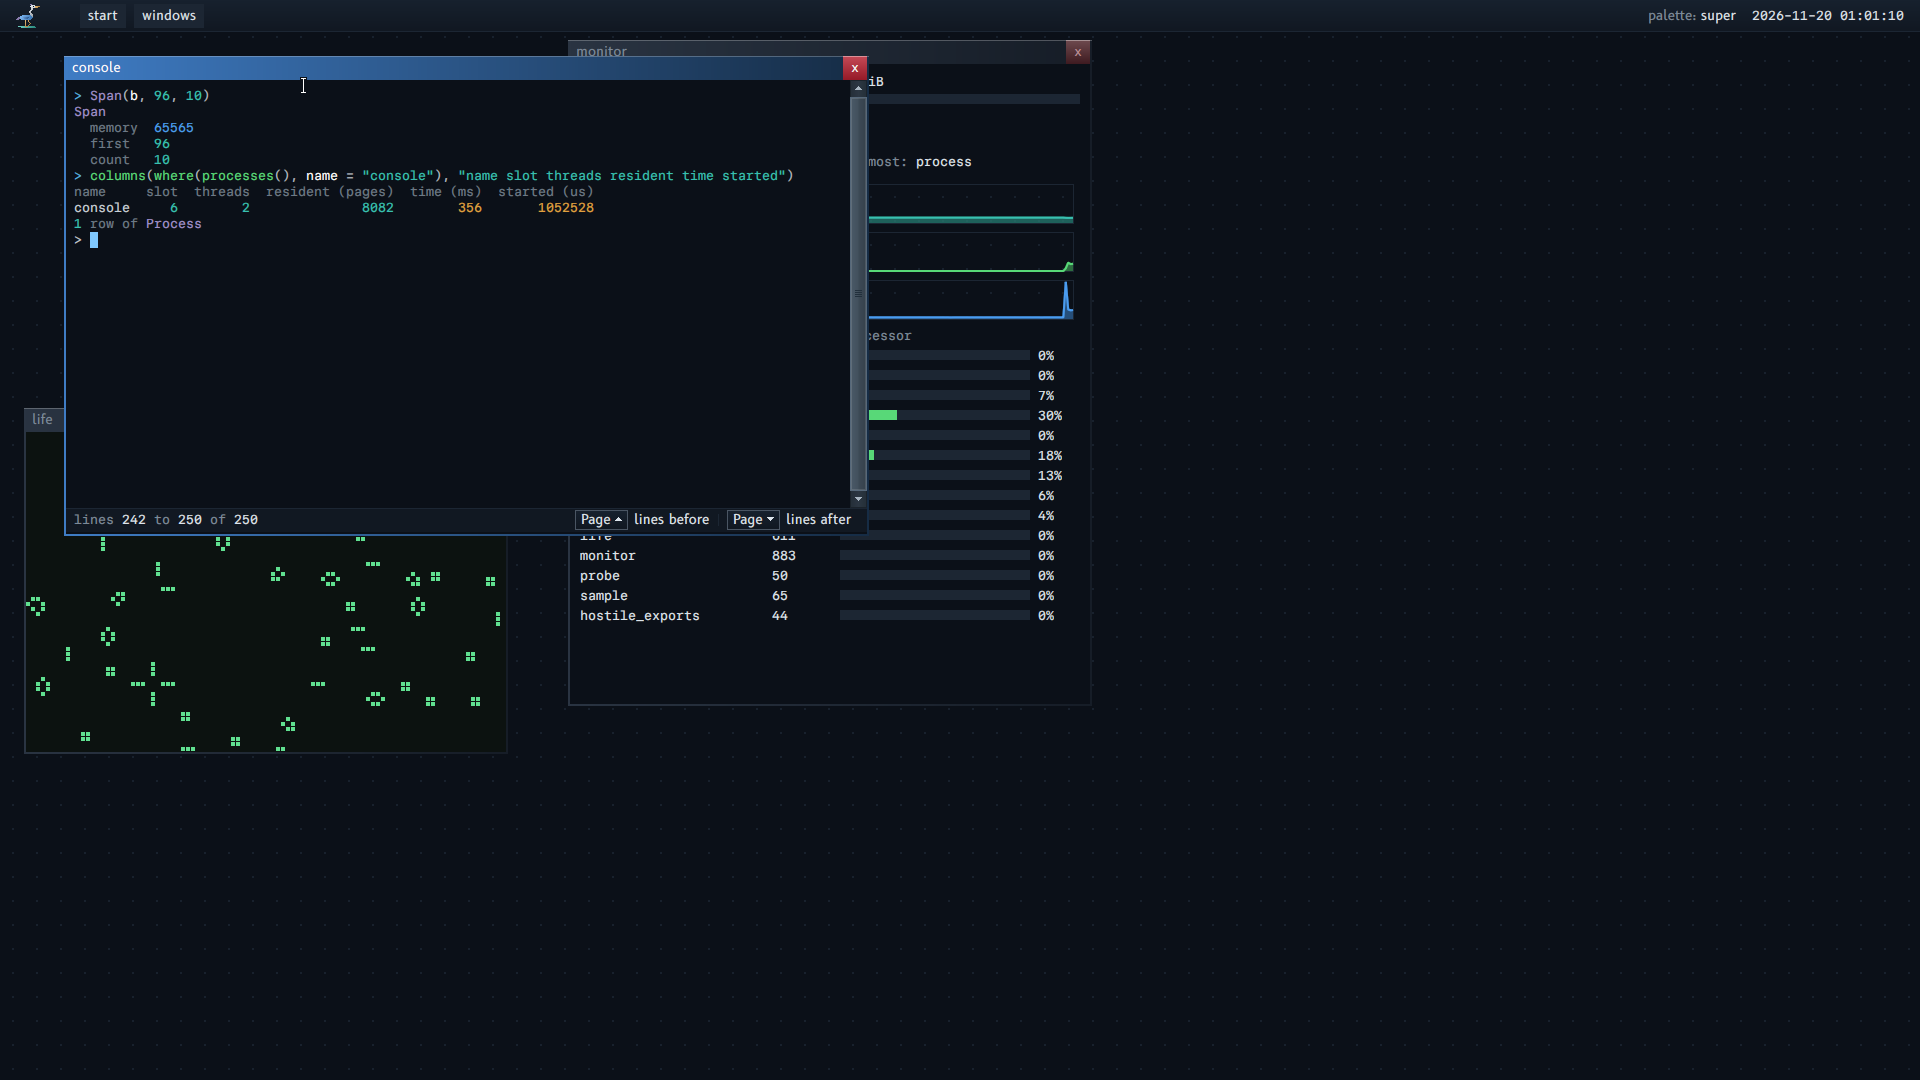 start windows palette: super 2026-11-20 01:01:10
monitor x
console x
iB
> Span(b, 96, 10)
Span
memory 65565
first 96
count 10
> columns(where(processes(), name = "console"), "name slot threads resident time started")
name slot threads resident (pages) time (ms) started (us)
console 6 2 8082 356 1052528
1 row of Process
>
lines 242 to 250 of 250 Page lines before Page lines after
most: process
cessor
0%
0%
7%
30%
0%
18%
13%
6%
4%
life 611 0%
monitor 883 0%
probe 50 0%
sample 65 0%
hostile_exports 44 0%
life